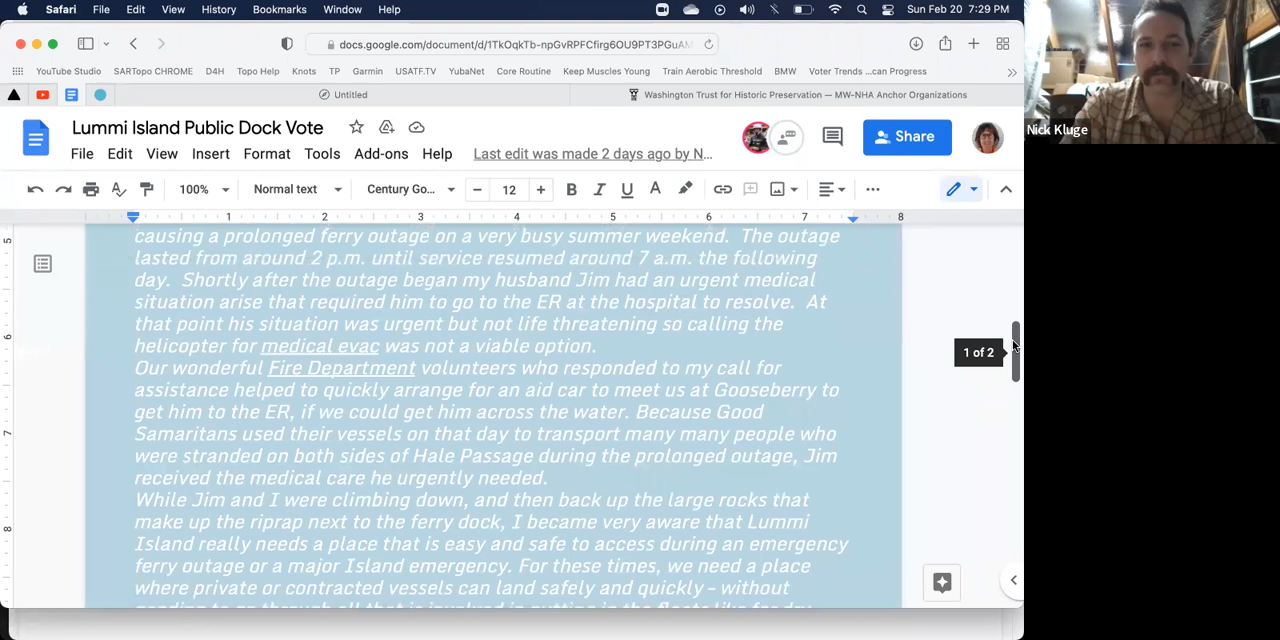 Safari File Edit View History Bookmarks Window Help Sun Feb 20 7:29 PM
docs.google.com/document/d/1TkOqkTb-npGvRPFCfirg6OU9PT3PGuAM
YouTube Studio SARTopo CHROME D4H Topo Help Knots TP Garmin USATF.TV YubaNet Core Routine Keep Muscles Young Train Aerobic Threshold BMW Voter Trends ...can Progress
Untitled Washington Trust for Historic Preservation — MW-NHA Anchor Organizations
Nick Kluge
Lummi Island Public Dock Vote
Share
File Edit View Insert Format Tools Add-ons Help Last edit was made 2 days ago by N...
100% Normal text Century Go... 12 B I U A
1 2 3 4 5 6 7 8
5
6
7
8
causing a prolonged ferry outage on a very busy summer weekend. The outage
lasted from around 2 p.m. until service resumed around 7 a.m. the following
day. Shortly after the outage began my husband Jim had an urgent medical
situation arise that required him to go to the ER at the hospital to resolve. At
that point his situation was urgent but not life threatening so calling the
helicopter for medical evac was not a viable option.
1 of 2
Our wonderful Fire Department volunteers who responded to my call for
assistance helped to quickly arrange for an aid car to meet us at Gooseberry to
get him to the ER, if we could get him across the water. Because Good
Samaritans used their vessels on that day to transport many many people who
were stranded on both sides of Hale Passage during the prolonged outage, Jim
received the medical care he urgently needed.
While Jim and I were climbing down, and then back up the large rocks that
make up the riprap next to the ferry dock, I became very aware that Lummi
Island really needs a place that is easy and safe to access during an emergency
ferry outage or a major Island emergency. For these times, we need a place
where private or contracted vessels can land safely and quickly - without